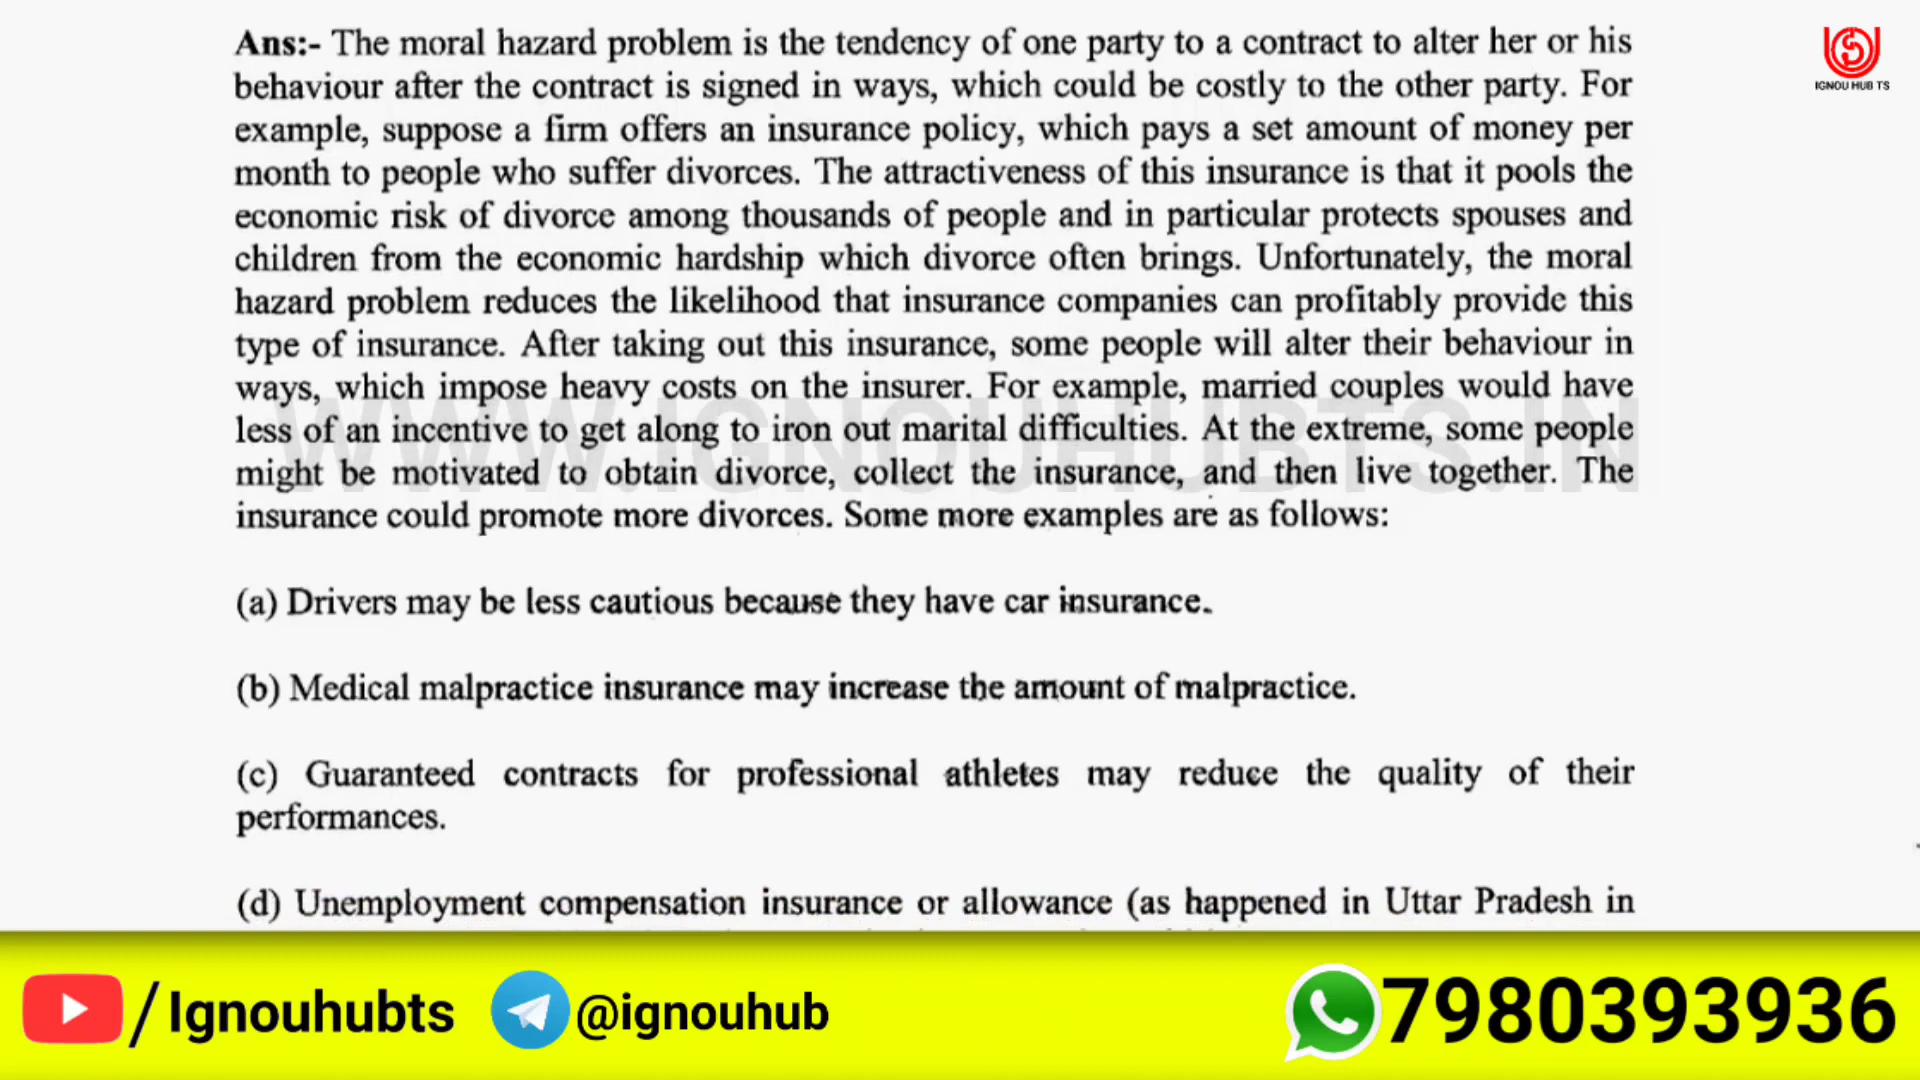 Ans:- The moral hazard problem is the tendency of one party to a contract to alter her or his
behaviour after the contract is signed in ways, which could be costly to the other party. For
example, suppose a firm offers an insurance policy, which pays a set amount of money per
month to people who suffer divorces. The attractiveness of this insurance is that it pools the
economic risk of divorce among thousands of people and in particular protects spouses and
children from the economic hardship which divorce often brings. Unfortunately, the moral
hazard problem reduces the likelihood that insurance companies can profitably provide this
type of insurance. After taking out this insurance, some people will alter their behaviour in
ways, which impose heavy costs on the insurer. For example, married couples would have
less of an incentive to get along to iron out marital difficulties. At the extreme, some people
might be motivated to obtain divorce, collect the insurance, and then live together. The
insurance could promote more divorces. Some more examples are as follows:
(a) Drivers may be less cautious because they have car insurance.
(b) Medical malpractice insurance may increase the amount of malpractice.
(c) Guaranteed contracts for professional athletes may reduce the quality of their
performances.
(d) Unemployment compensation insurance or allowance (as happened in Uttar Pradesh in
WWW.IGNOUHUBTS.IN
IGNOU HUB TS
/Ignouhubts @ignouhub 7980393936